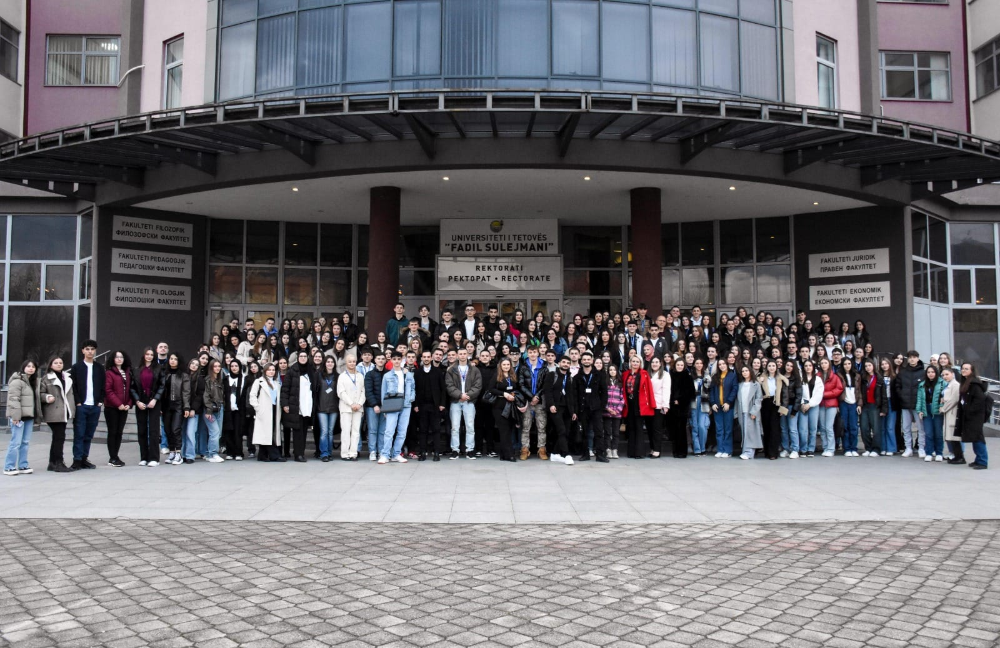 FAKULTETI FILOZOFIK
ФИЛОЗОФСКИ ФАКУЛТЕТ
FAKULTETI PEDAGOGJIK
ПЕДАГОШКИ ФАКУЛТЕТ
FAKULTETI FILOLOGJIK
ФИЛОЛОШКИ ФАКУЛТЕТ
UNIVERSITETI I TETOVËS
"FADIL SULEJMANI"
REKTORATI
РЕКТОРАТ • RECTORATE
FAKULTETI JURIDIK
ПРАВЕН ФАКУЛТЕТ
FAKULTETI EKONOMIK
ЕКОНОМСКИ ФАКУЛТЕТ